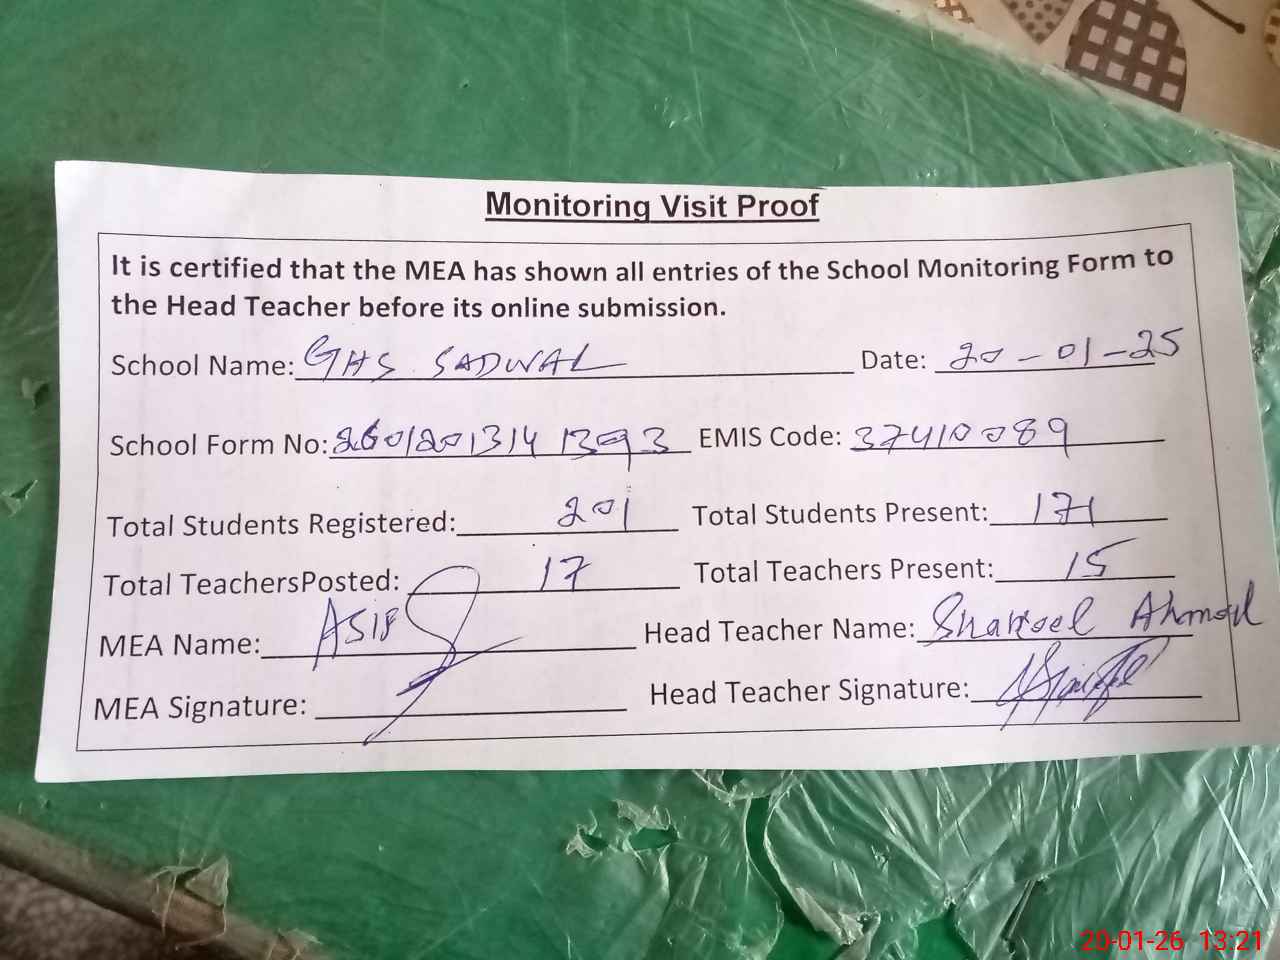 Monitoring Visit Proof
It is certified that the MEA has shown all entries of the School Monitoring Form to
the Head Teacher before its online submission.
School Name: GHS SADWAL Date: 20-01-25
School Form No: 26012013141393 EMIS Code: 37410089
Total Students Registered: 201 Total Students Present: 171
Total TeachersPosted: 17 Total Teachers Present: 15
MEA Name: ASIF Head Teacher Name: Shakeel Ahmed
MEA Signature: Head Teacher Signature:
20-01-26 13:21